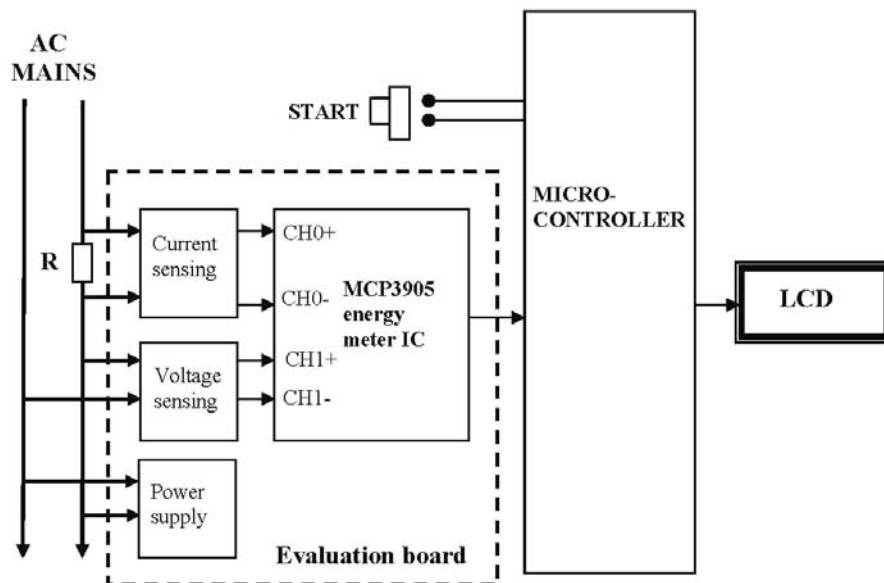 AC
MAINS
START
MICRO-
CONTROLLER
R
Current
sensing
CH0+
CH0-
MCP3905
energy
meter IC
LCD
Voltage
sensing
CH1+
CH1-
Power
supply
Evaluation board